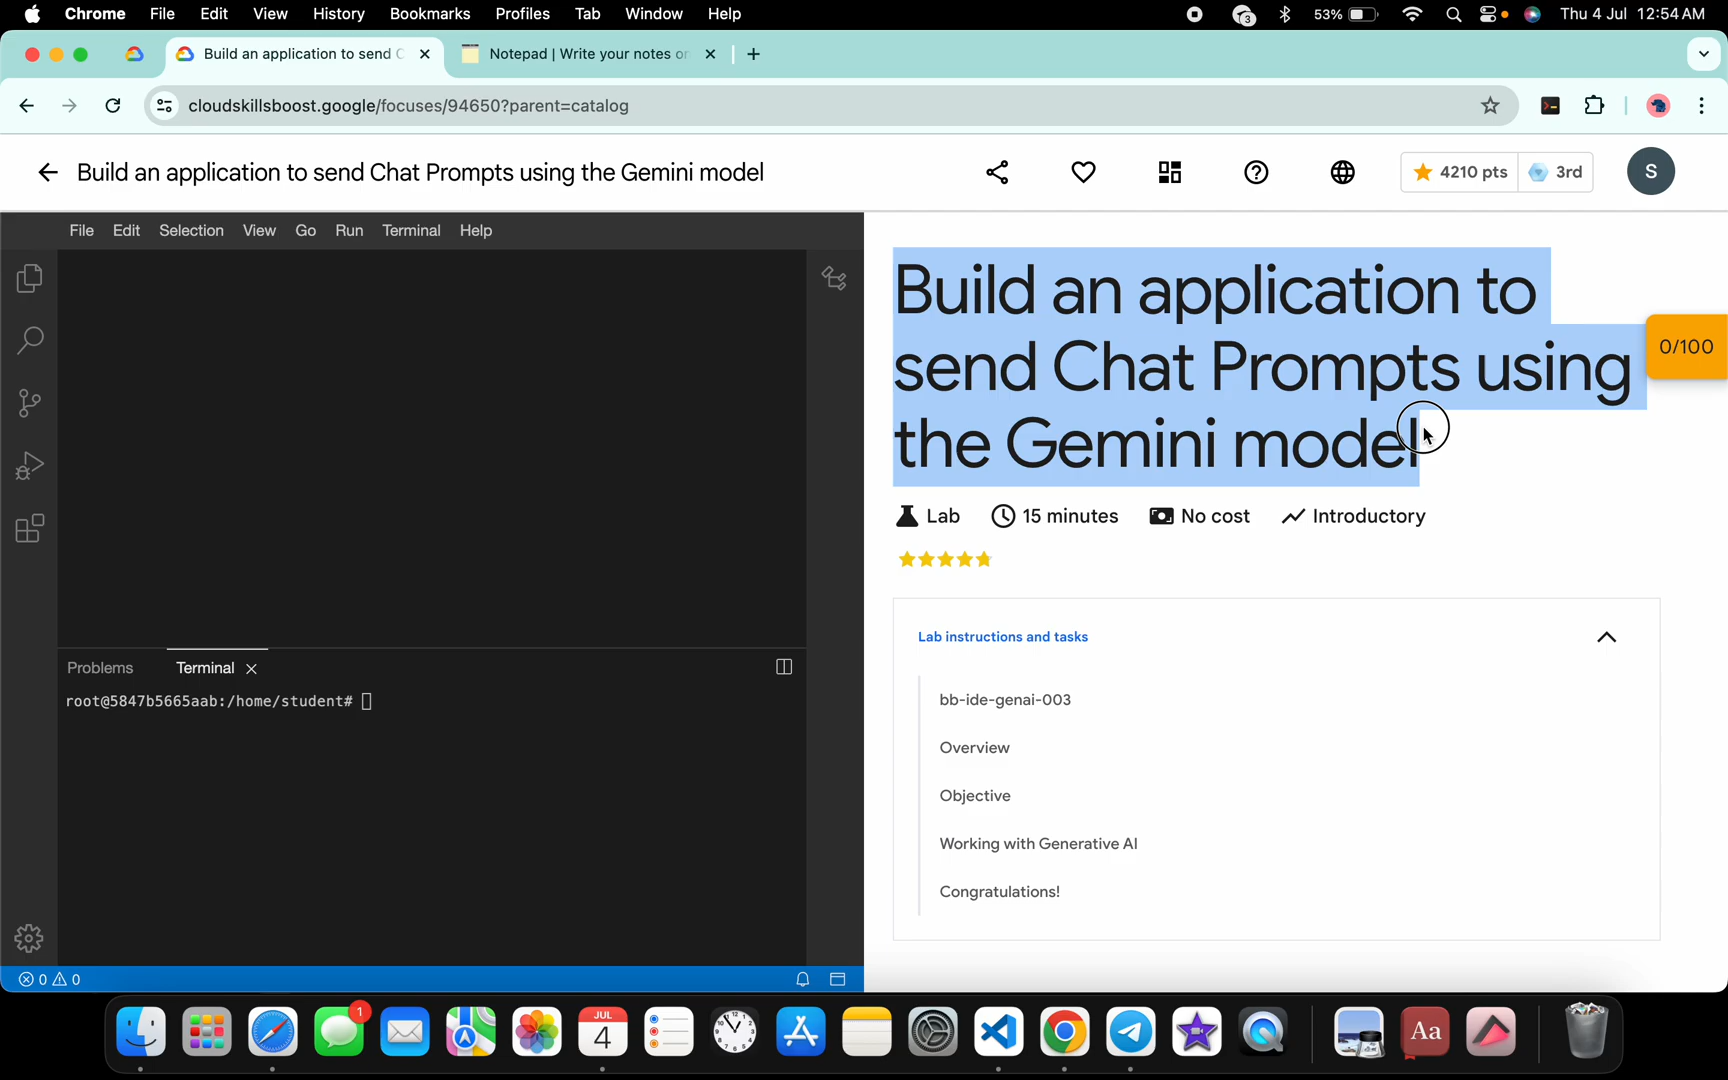 Chrome File Edit View History Bookmarks Profiles Tab Window Help 3 53% Thu 4 Jul 12:54 AM
Build an application to send C Notepad | Write your notes on
cloudskillsboost.google/focuses/94650?parent=catalog
Build an application to send Chat Prompts using the Gemini model 4210 pts 3rd S
File Edit Selection View Go Run Terminal Help
Build an application to
send Chat Prompts using
the Gemini model
0/100
Lab 15 minutes No cost Introductory
Lab instructions and tasks
bb-ide-genai-003
Overview
Objective
Working with Generative AI
Congratulations!
Problems Terminal
root@5847b5665aab:/home/student#
0 0
1
JUL
4
Aa